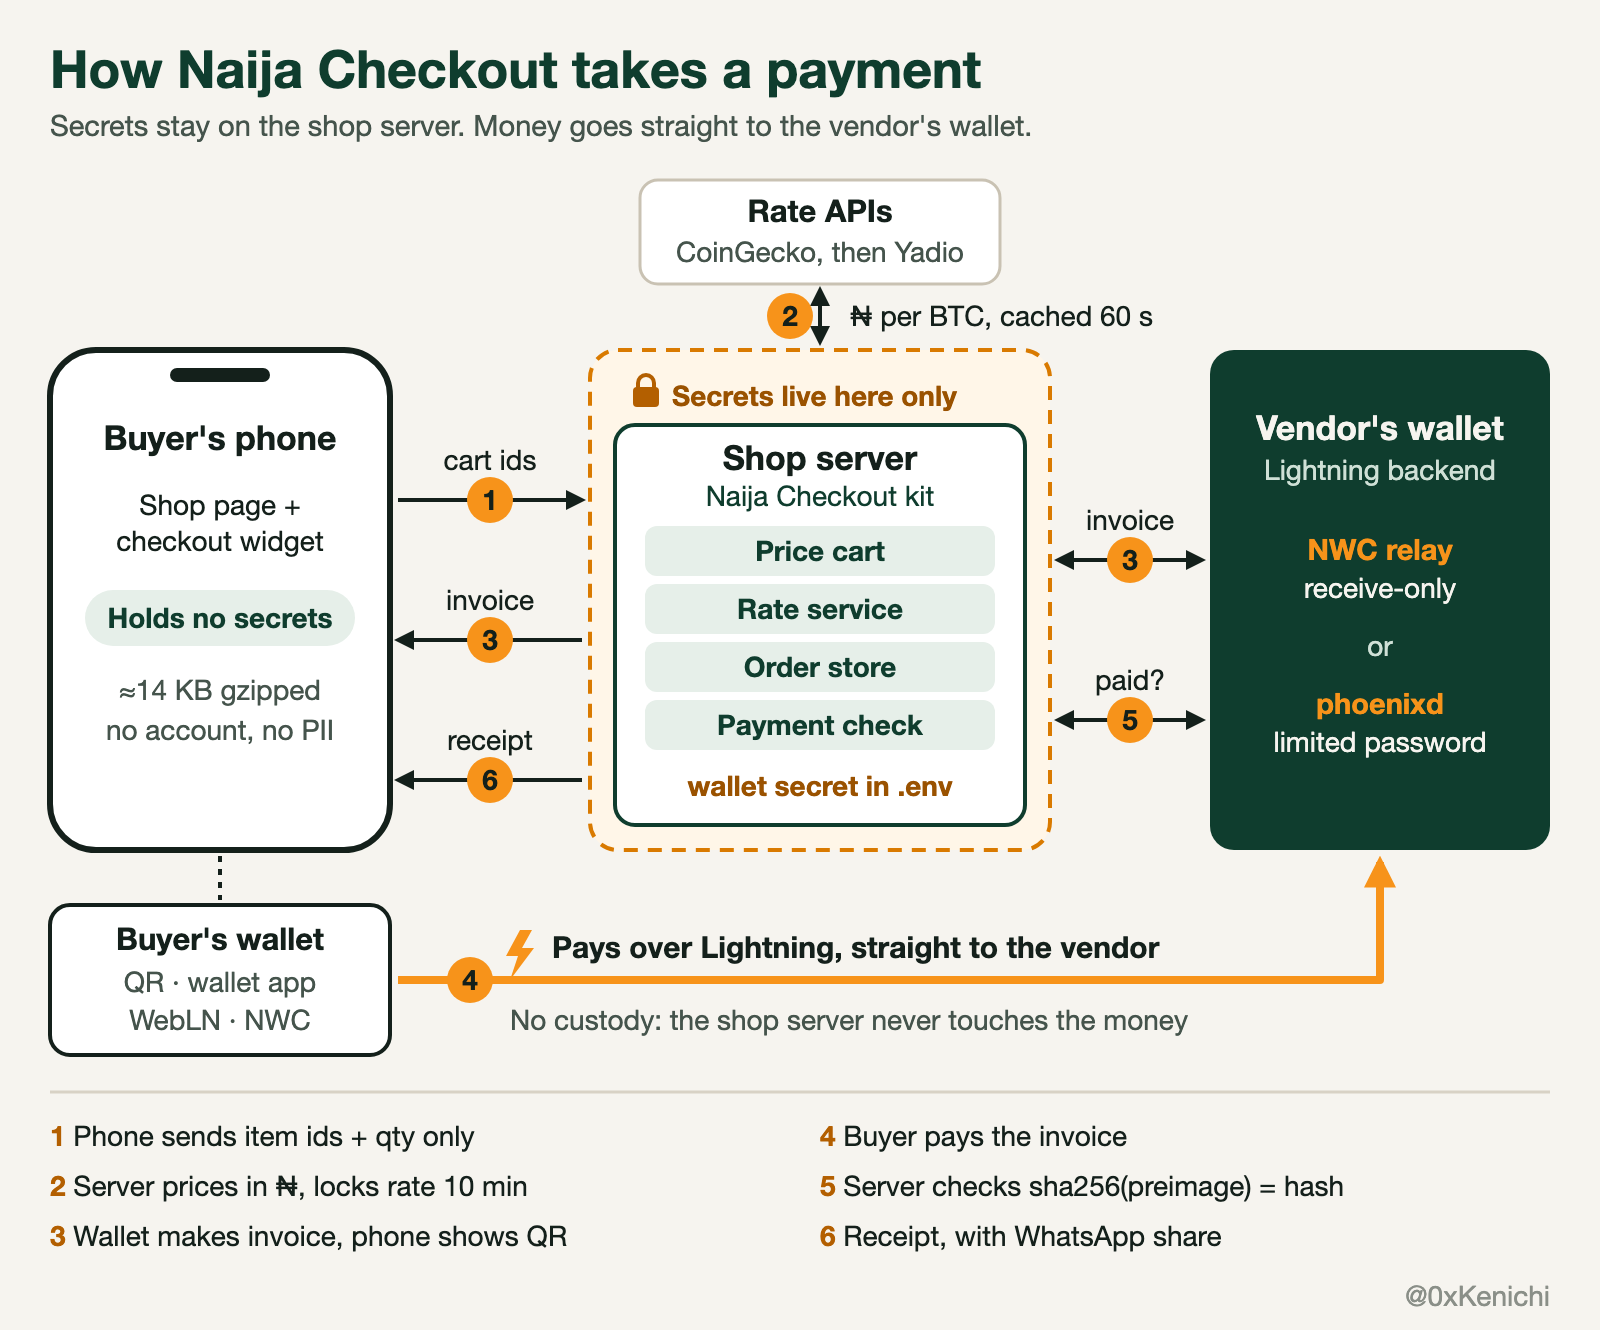 How Naija Checkout takes a payment
Secrets stay on the shop server. Money goes straight to the vendor's wallet.
Rate APIs
CoinGecko, then Yadio
2
₦ per BTC, cached 60 s
Buyer's phone
Shop page +
checkout widget
Holds no secrets
≈14 KB gzipped
no account, no PII
cart ids
1
invoice
3
receipt
6
Secrets live here only
Shop server
Naija Checkout kit
Price cart
Rate service
Order store
Payment check
wallet secret in .env
invoice
3
paid?
5
Vendor's wallet
Lightning backend
NWC relay
receive-only
or
phoenixd
limited password
Buyer's wallet
QR · wallet app
WebLN · NWC
4
Pays over Lightning, straight to the vendor
No custody: the shop server never touches the money
1 Phone sends item ids + qty only
2 Server prices in ₦, locks rate 10 min
3 Wallet makes invoice, phone shows QR
4 Buyer pays the invoice
5 Server checks sha256(preimage) = hash
6 Receipt, with WhatsApp share
@0xKenichi